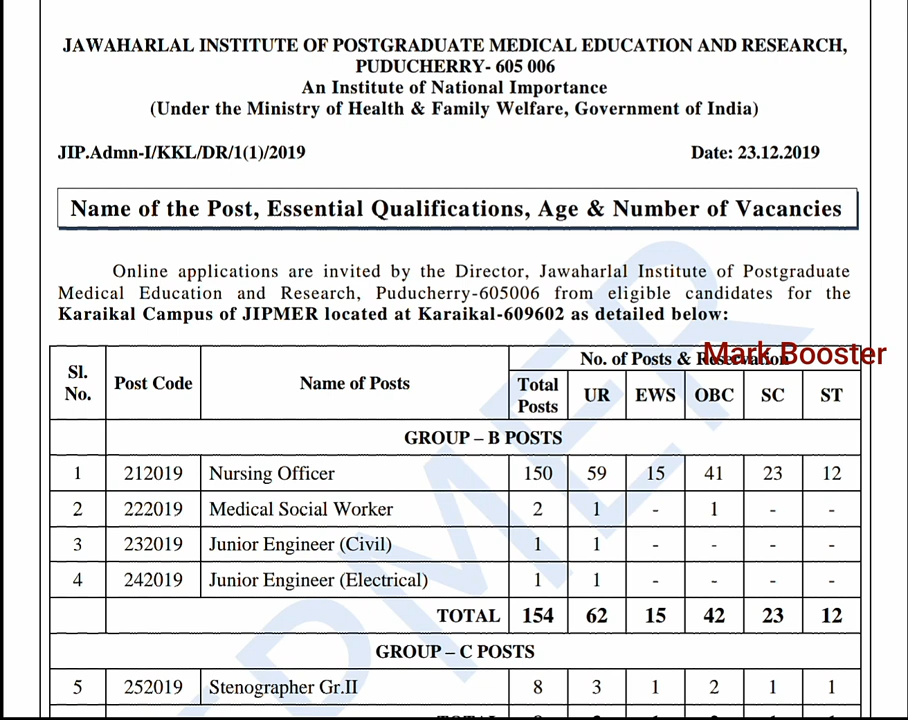 JAWAHARLAL INSTITUTE OF POSTGRADUATE MEDICAL EDUCATION AND RESEARCH,
PUDUCHERRY- 605 006
An Institute of National Importance
(Under the Ministry of Health & Family Welfare, Government of India)
JIP.Admn-I/KKL/DR/1(1)/2019 Date: 23.12.2019
Name of the Post, Essential Qualifications, Age & Number of Vacancies
Online applications are invited by the Director, Jawaharlal Institute of Postgraduate
Medical Education and Research, Puducherry-605006 from eligible candidates for the
Karaikal Campus of JIPMER located at Karaikal-609602 as detailed below:
Mark Booster
Sl. No. Post Code Name of Posts No. of Posts & Reservation
Total Posts UR EWS OBC SC ST
GROUP – B POSTS
1 212019 Nursing Officer 150 59 15 41 23 12
2 222019 Medical Social Worker 2 1 - 1 - -
3 232019 Junior Engineer (Civil) 1 1 - - - -
4 242019 Junior Engineer (Electrical) 1 1 - - - -
TOTAL 154 62 15 42 23 12
GROUP – C POSTS
5 252019 Stenographer Gr.II 8 3 1 2 1 1